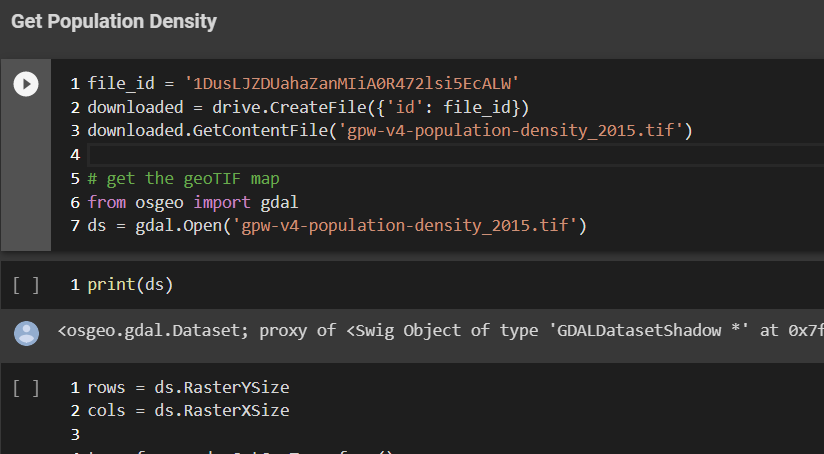 Get Population Density
1 file_id = '1DusLJZDUahaZanMIiA0R472lsi5EcALW'
2 downloaded = drive.CreateFile({'id': file_id})
3 downloaded.GetContentFile('gpw-v4-population-density_2015.tif')
4
5 # get the geoTIF map
6 from osgeo import gdal
7 ds = gdal.Open('gpw-v4-population-density_2015.tif')
[ ] 1 print(ds)
<osgeo.gdal.Dataset; proxy of <Swig Object of type 'GDALDatasetShadow *' at 0x7f
[ ] 1 rows = ds.RasterYSize
2 cols = ds.RasterXSize
3